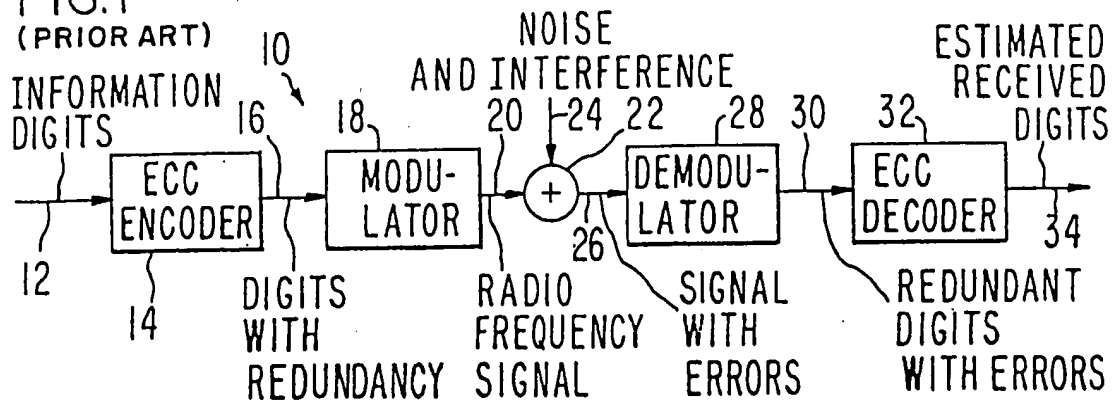 FIG.1
(PRIOR ART)
INFORMATION
DIGITS
10
NOISE
AND INTERFERENCE
ESTIMATED
RECEIVED
DIGITS
16
18
20
24
22
28
30
32
ECC
ENCODER
MODU-
LATOR
+
DEMODU-
LATOR
ECC
DECODER
12
14
26
34
DIGITS
WITH
REDUNDANCY
RADIO
FREQUENCY
SIGNAL
SIGNAL
WITH
ERRORS
REDUNDANT
DIGITS
WITH ERRORS